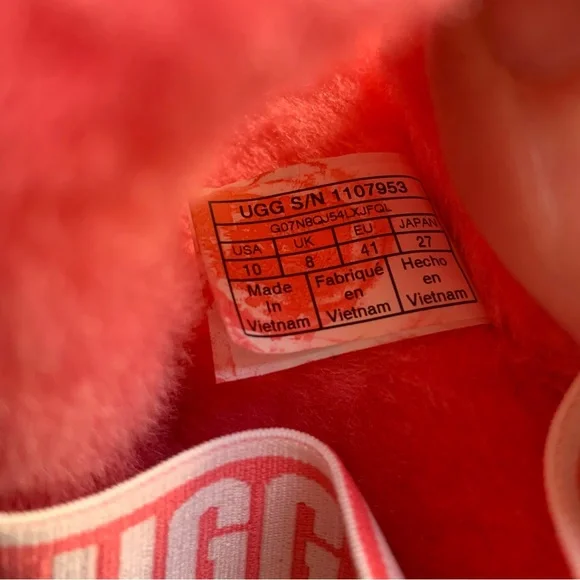 UGG S/N 1107953
G07N8QJ54LXJFQL
USA UK EU JAPAN
10 8 41 27
Made in Vietnam
Fabriqué en Vietnam
Hecho en Vietnam
UGG